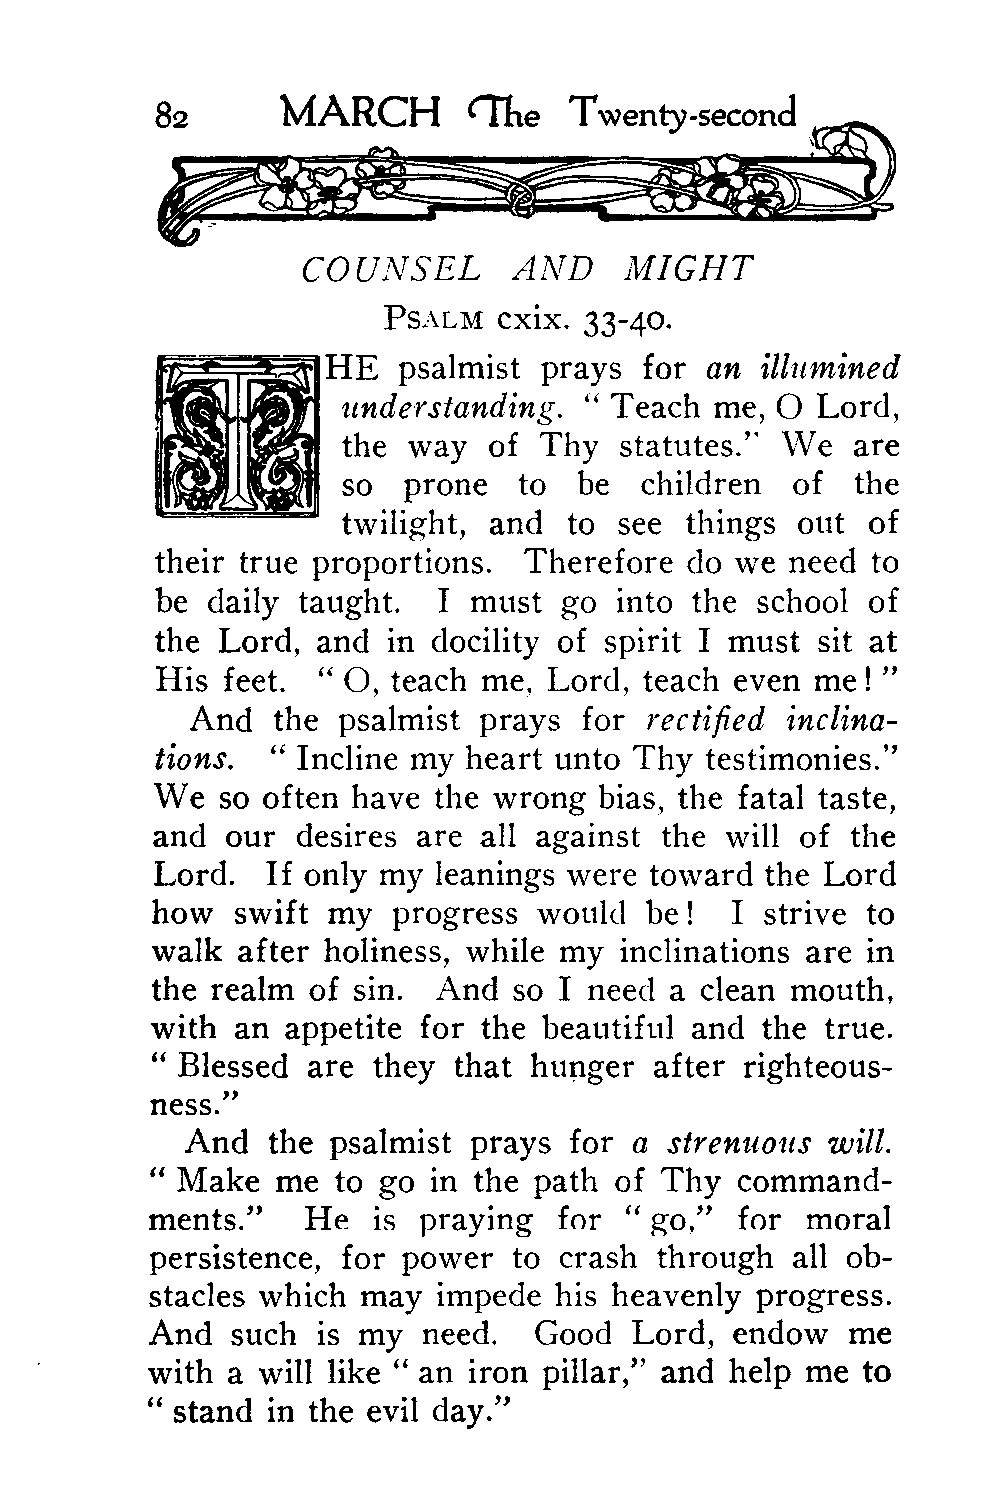 82 MARCH The Twenty-second
COUNSEL AND MIGHT
PSALM cxix. 33-40.
THE psalmist prays for an illumined
understanding. " Teach me, O Lord,
the way of Thy statutes." We are
so prone to be children of the
twilight, and to see things out of
their true proportions. Therefore do we need to
be daily taught. I must go into the school of
the Lord, and in docility of spirit I must sit at
His feet. " O, teach me, Lord, teach even me! "
And the psalmist prays for rectified inclina-
tions. " Incline my heart unto Thy testimonies."
We so often have the wrong bias, the fatal taste,
and our desires are all against the will of the
Lord. If only my leanings were toward the Lord
how swift my progress would be! I strive to
walk after holiness, while my inclinations are in
the realm of sin. And so I need a clean mouth,
with an appetite for the beautiful and the true.
" Blessed are they that hunger after righteous-
ness."
And the psalmist prays for a strenuous will.
" Make me to go in the path of Thy command-
ments." He is praying for " go," for moral
persistence, for power to crash through all ob-
stacles which may impede his heavenly progress.
And such is my need. Good Lord, endow me
with a will like " an iron pillar," and help me to
" stand in the evil day."